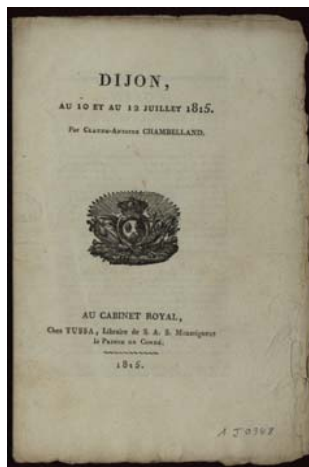 DIJON,
AU 10 ET AU 12 JUILLET 1815.
Par CLAUDE-ANTOINE CHAMBELLAND.
AU CABINET ROYAL,
Chez TUSSA, Libraire de S. A. S. MONSEIGNEUR
le PRINCE DE CONDÉ.
1815.
A J 0348